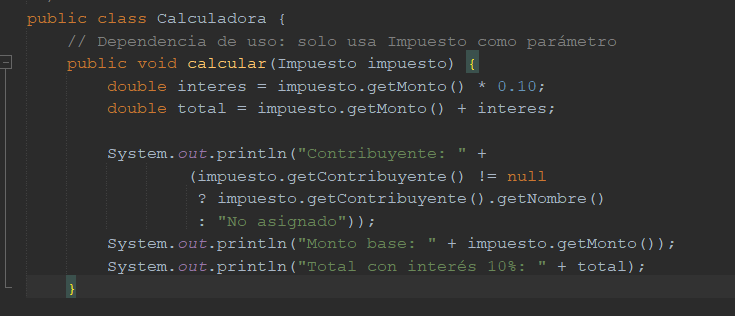 public class Calculadora {
    // Dependencia de uso: solo usa Impuesto como parámetro
    public void calcular(Impuesto impuesto) {
        double interes = impuesto.getMonto() * 0.10;
        double total = impuesto.getMonto() + interes;

        System.out.println("Contribuyente: " +
                (impuesto.getContribuyente() != null
                 ? impuesto.getContribuyente().getNombre()
                 : "No asignado"));
        System.out.println("Monto base: " + impuesto.getMonto());
        System.out.println("Total con interés 10%: " + total);
    }